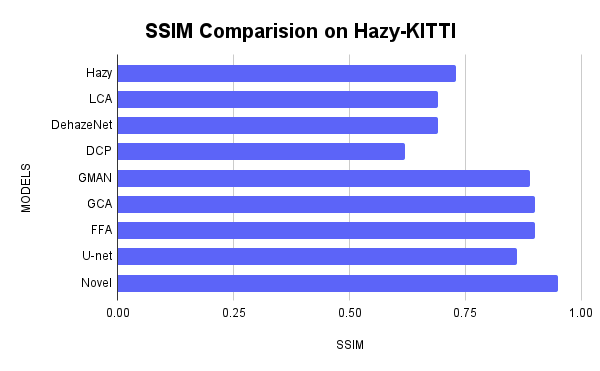 SSIM Comparision on Hazy-KITTI
Hazy
LCA
DehazeNet
DCP
GMAN
GCA
FFA
U-net
Novel
MODELS
0.00 0.25 0.50 0.75 1.00
SSIM